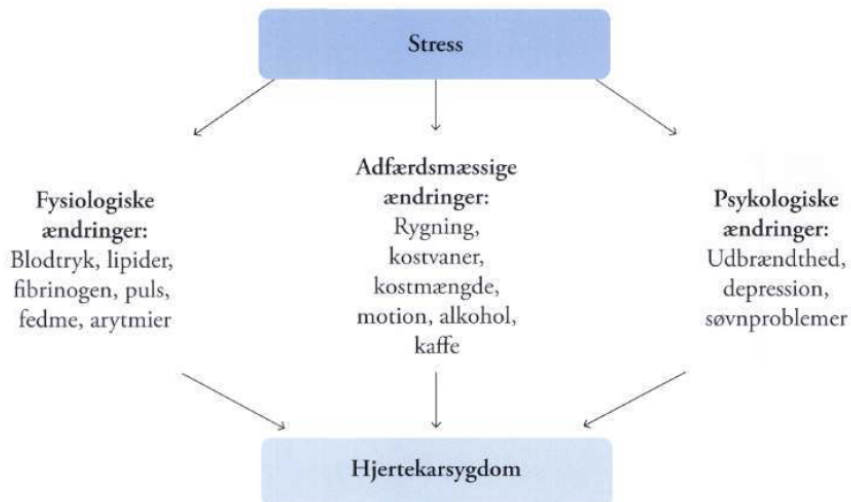 Stress
Fysiologiske
ændringer:
Blodtryk, lipider,
fibrinogen, puls,
fedme, arytmier
Adfærdsmæssige
ændringer:
Rygning,
kostvaner,
kostmængde,
motion, alkohol,
kaffe
Psykologiske
ændringer:
Udbrændthed,
depression,
søvnproblemer
Hjertekarsygdom